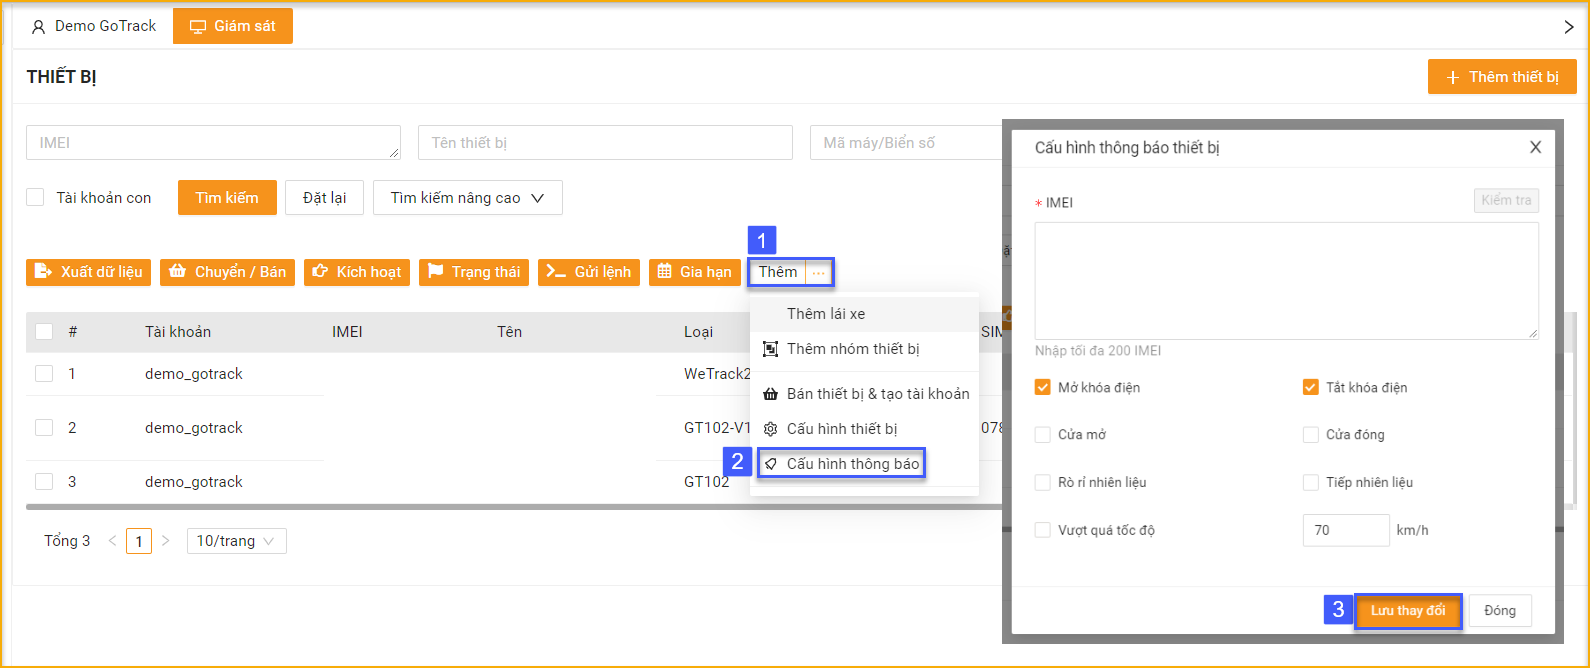 Demo GoTrack
Giám sát
THIẾT BỊ
Thêm thiết bị
IMEI
Tên thiết bị
Mã máy/Biển số
Tài khoản con
Tìm kiếm
Đặt lại
Tìm kiếm nâng cao
1
Xuất dữ liệu
Chuyển / Bán
Kích hoạt
Trạng thái
Gửi lệnh
Gia hạn
Thêm
Thêm lái xe
Thêm nhóm thiết bị
Bán thiết bị & tạo tài khoản
Cấu hình thiết bị
2
Cấu hình thông báo
# Tài khoản IMEI Tên Loại SIM
1 demo_gotrack WeTrack2
2 demo_gotrack GT102-V1 078
3 demo_gotrack GT102
Tổng 3 < 1 > 10/trang
Cấu hình thông báo thiết bị
* IMEI
Kiểm tra
Nhập tối đa 200 IMEI
Mở khóa điện
Tắt khóa điện
Cửa mở
Cửa đóng
Rò rỉ nhiên liệu
Tiếp nhiên liệu
Vượt quá tốc độ
70 km/h
3
Lưu thay đổi
Đóng